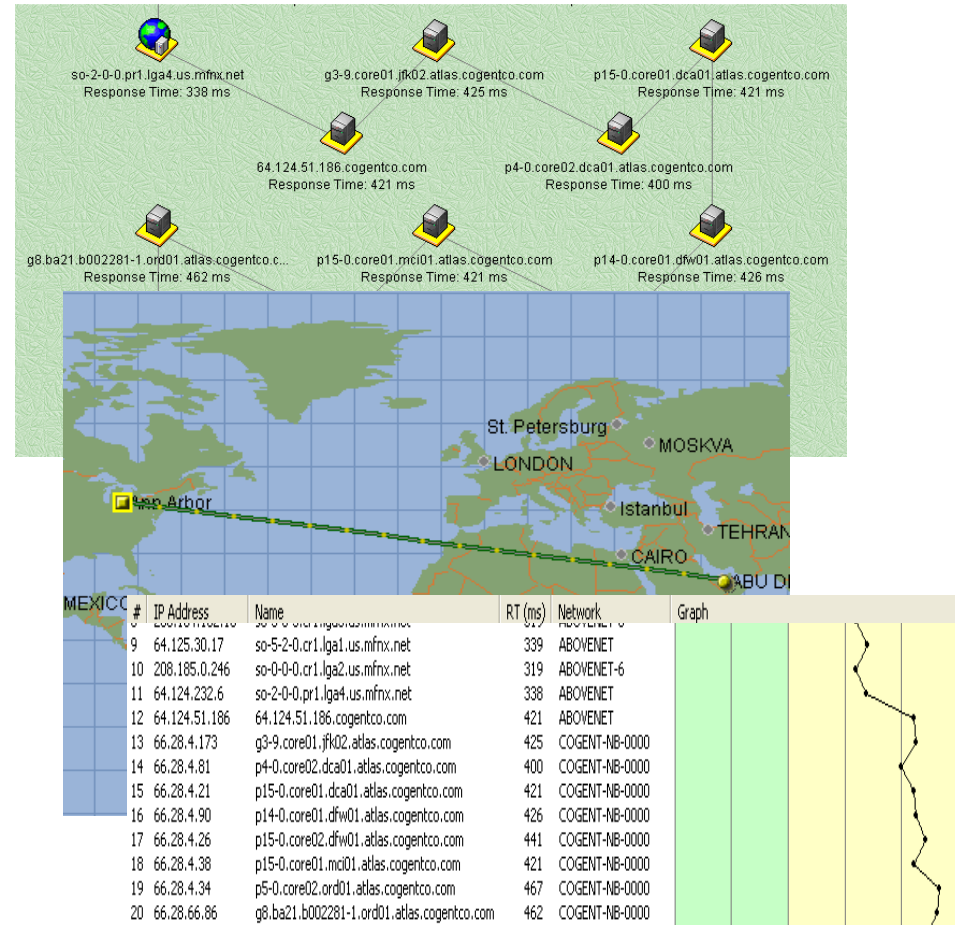 so-2-0-0.pr1.lga4.us.mfnx.net
Response Time: 338 ms
g3-9.core01.jfk02.atlas.cogentco.com
Response Time: 425 ms
p15-0.core01.dca01.atlas.cogentco.com
Response Time: 421 ms
64.124.51.186.cogentco.com
Response Time: 421 ms
p4-0.core02.dca01.atlas.cogentco.com
Response Time: 400 ms
g8.ba21.b002281-1.ord01.atlas.cogentco.c...
Response Time: 462 ms
p15-0.core01.mci01.atlas.cogentco.com
Response Time: 421 ms
p14-0.core01.dfw01.atlas.cogentco.com
Response Time: 426 ms
St. Petersburg
MOSKVA
LONDON
Ann Arbor
Istanbul
TEHRAN
CAIRO
ABU D
MEXICO
# IP Address Name RT (ms) Network Graph
9 64.125.30.17 so-5-2-0.cr1.lga1.us.mfnx.net 339 ABOVENET
10 208.185.0.246 so-0-0-0.cr1.lga2.us.mfnx.net 319 ABOVENET-6
11 64.124.232.6 so-2-0-0.pr1.lga4.us.mfnx.net 338 ABOVENET
12 64.124.51.186 64.124.51.186.cogentco.com 421 ABOVENET
13 66.28.4.173 g3-9.core01.jfk02.atlas.cogentco.com 425 COGENT-NB-0000
14 66.28.4.81 p4-0.core02.dca01.atlas.cogentco.com 400 COGENT-NB-0000
15 66.28.4.21 p15-0.core01.dca01.atlas.cogentco.com 421 COGENT-NB-0000
16 66.28.4.90 p14-0.core01.dfw01.atlas.cogentco.com 426 COGENT-NB-0000
17 66.28.4.26 p15-0.core02.dfw01.atlas.cogentco.com 441 COGENT-NB-0000
18 66.28.4.38 p15-0.core01.mci01.atlas.cogentco.com 421 COGENT-NB-0000
19 66.28.4.34 p5-0.core02.ord01.atlas.cogentco.com 467 COGENT-NB-0000
20 66.28.66.86 g8.ba21.b002281-1.ord01.atlas.cogentco.com 462 COGENT-NB-0000